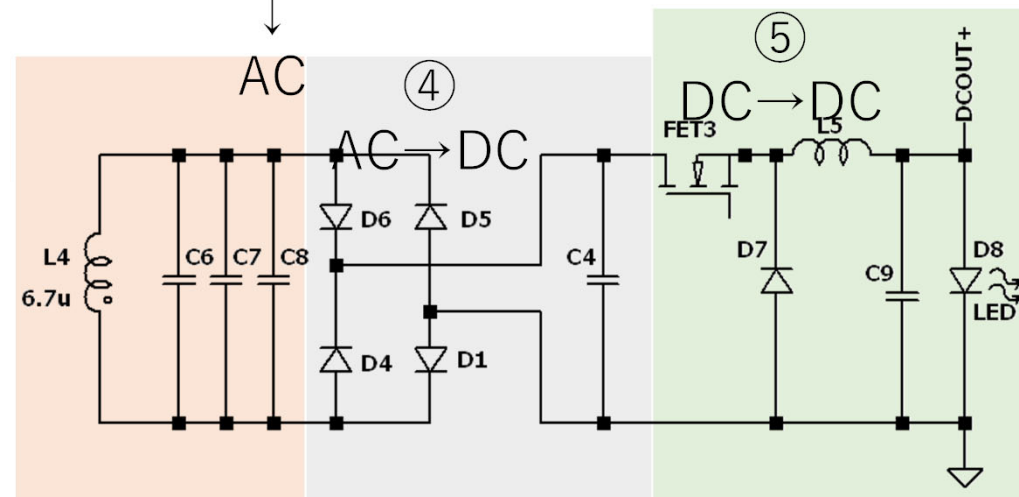 ↓
AC
④
AC→DC
⑤
DC→DC
FET3
L5
DCOUT+
L4
6.7u
C6
C7
C8
D6
D5
D4
D1
C4
D7
C9
D8
LED